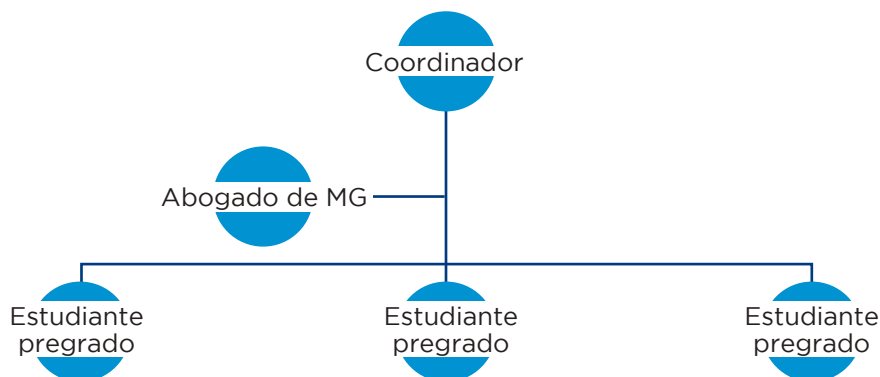 Coordinador
Abogado de MG
Estudiante
pregrado
Estudiante
pregrado
Estudiante
pregrado